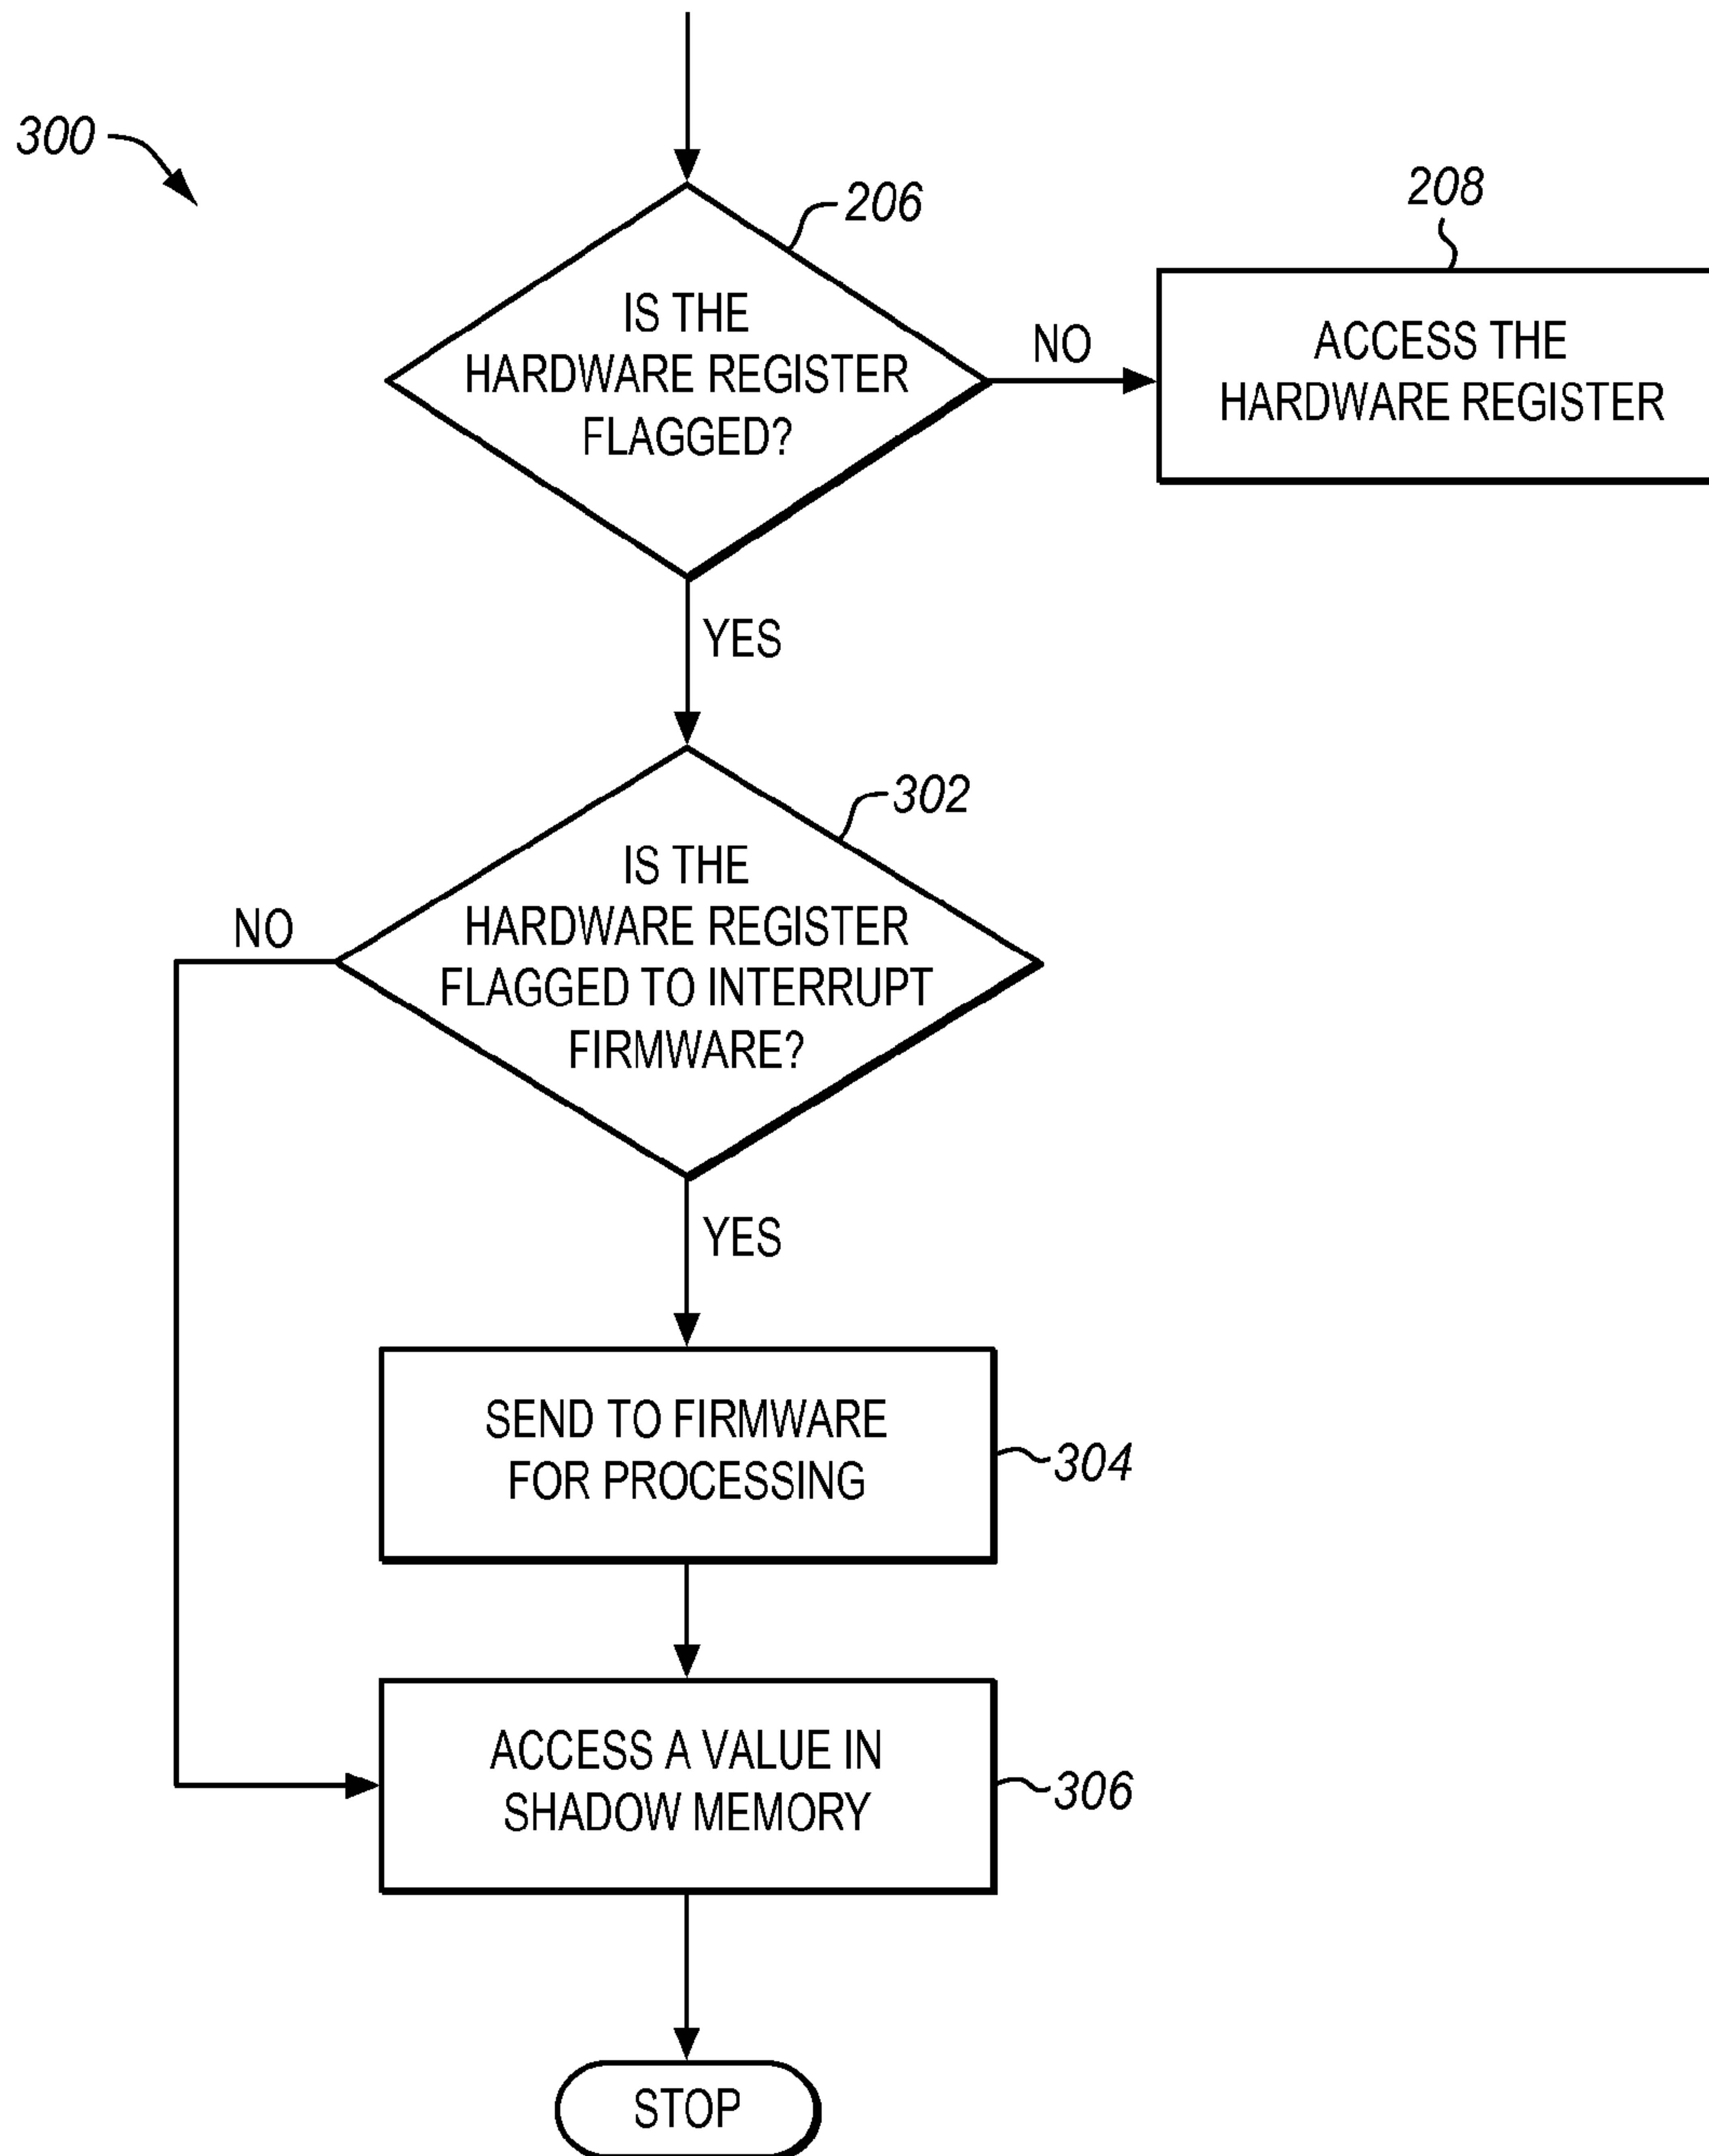 300
206
IS THE
HARDWARE REGISTER
FLAGGED?
NO
208
ACCESS THE
HARDWARE REGISTER
YES
302
IS THE
HARDWARE REGISTER
FLAGGED TO INTERRUPT
FIRMWARE?
NO
YES
SEND TO FIRMWARE
FOR PROCESSING
304
ACCESS A VALUE IN
SHADOW MEMORY
306
STOP